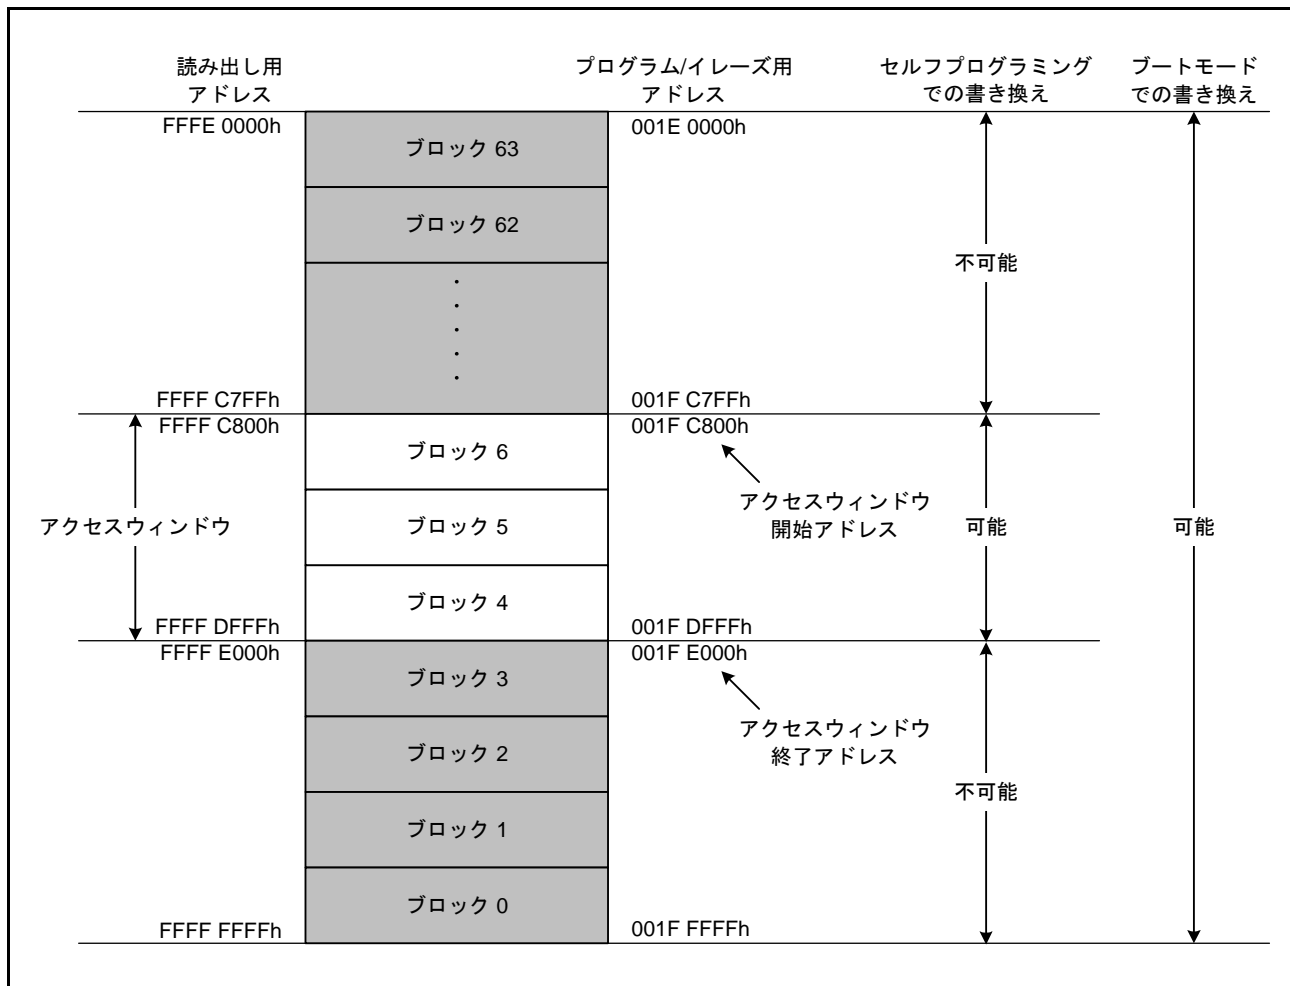 読み出し用
アドレス
プログラム/イレーズ用
アドレス
セルフプログラミング
での書き換え
ブートモード
での書き換え
FFFE 0000h
001E 0000h
ブロック 63
ブロック 62
不可能
・
・
・
・
・
FFFF C7FFh
001F C7FFh
FFFF C800h
001F C800h
ブロック 6
アクセスウィンドウ
開始アドレス
アクセスウィンドウ
ブロック 5
可能
可能
ブロック 4
FFFF DFFFh
001F DFFFh
FFFF E000h
001F E000h
ブロック 3
アクセスウィンドウ
終了アドレス
ブロック 2
不可能
ブロック 1
ブロック 0
FFFF FFFFh
001F FFFFh